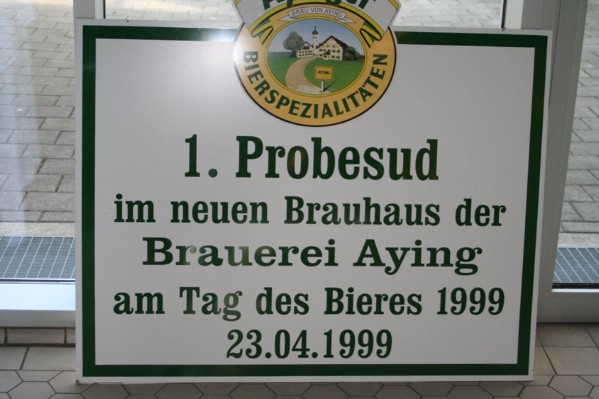 BRÄU VON AYING
BIERSPEZIALITÄTEN
1. Probesud
im neuen Brauhaus der
Brauerei Aying
am Tag des Bieres 1999
23.04.1999